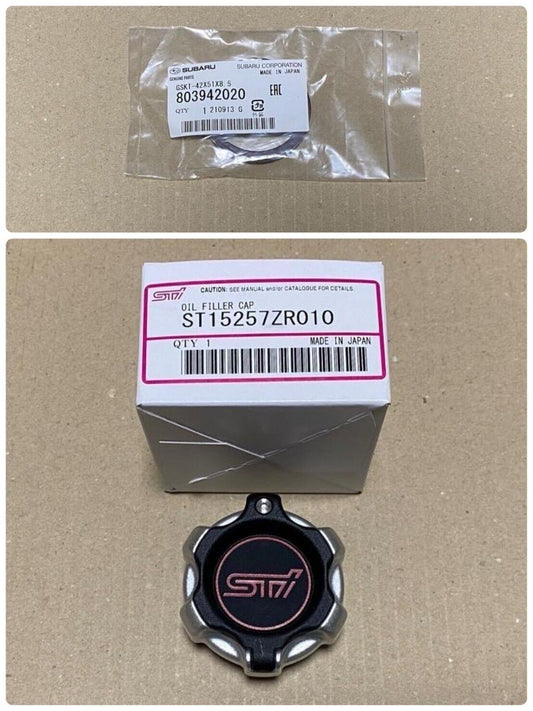 SUBARU
SUBARU CORPORATION
GENUINE PARTS
MADE IN JAPAN
GSKT-42X51X8.5
803942020
EAC
QTY 1 210913 G
STI
CAUTION: SEE MANUAL and/or CATALOGUE FOR DETAILS.
OIL FILLER CAP
ST15257ZR010
QTY 1
MADE IN JAPAN
STI